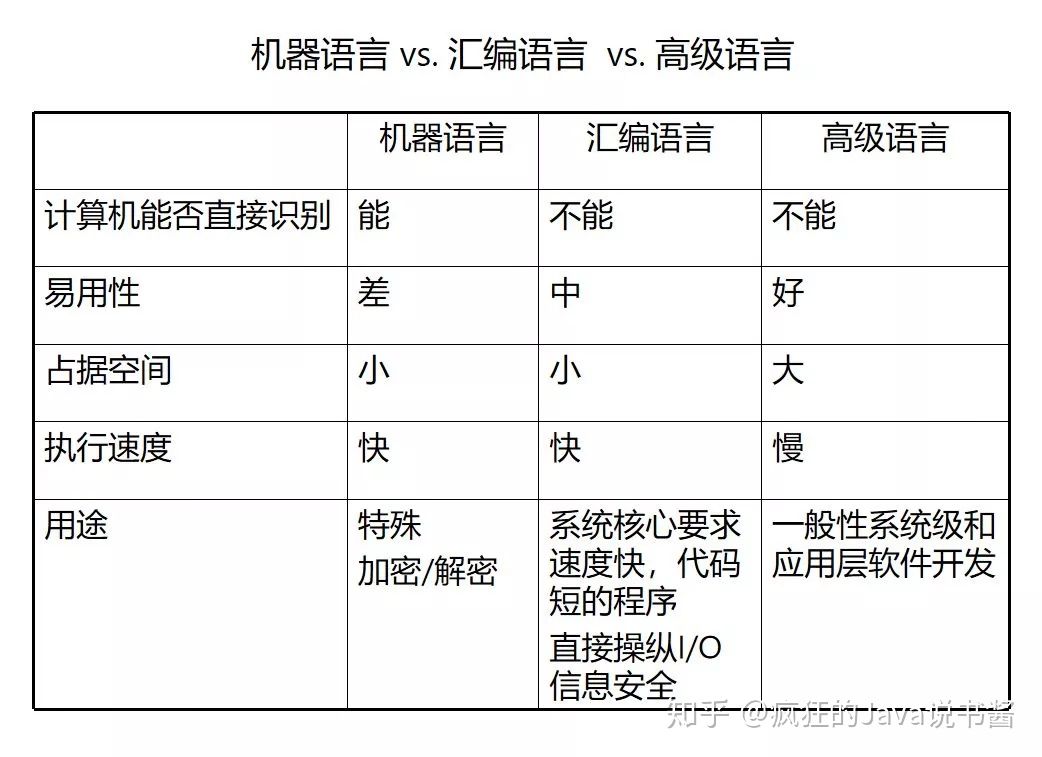 机器语言 vs. 汇编语言 vs. 高级语言
机器语言 汇编语言 高级语言
计算机能否直接识别 能 不能 不能
易用性 差 中 好
占据空间 小 小 大
执行速度 快 快 慢
用途
特殊
加密/解密
系统核心要求
速度快，代码
短的程序
直接操纵I/O
信息安全
一般性系统级和
应用层软件开发
知乎 @疯狂的Java说书酱